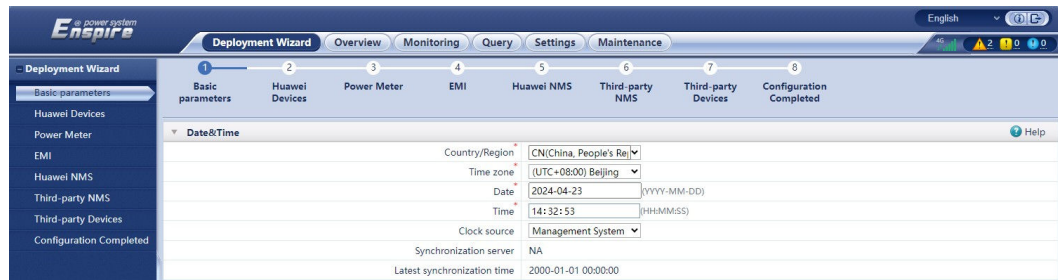 e power system
Enspire
English
Deployment Wizard
Overview
Monitoring
Query
Settings
Maintenance
4G
2
0
0
Deployment Wizard
Basic parameters
Huawei Devices
Power Meter
EMI
Huawei NMS
Third-party NMS
Third-party Devices
Configuration Completed
1
Basic
parameters
2
Huawei
Devices
3
Power Meter
4
EMI
5
Huawei NMS
6
Third-party
NMS
7
Third-party
Devices
8
Configuration
Completed
Date&Time
Help
Country/Region * CN(China, People's Re
Time zone * (UTC+08:00) Beijing
Date * 2024-04-23 (YYYY-MM-DD)
Time * 14:32:53 (HH:MM:SS)
Clock source Management System
Synchronization server NA
Latest synchronization time 2000-01-01 00:00:00